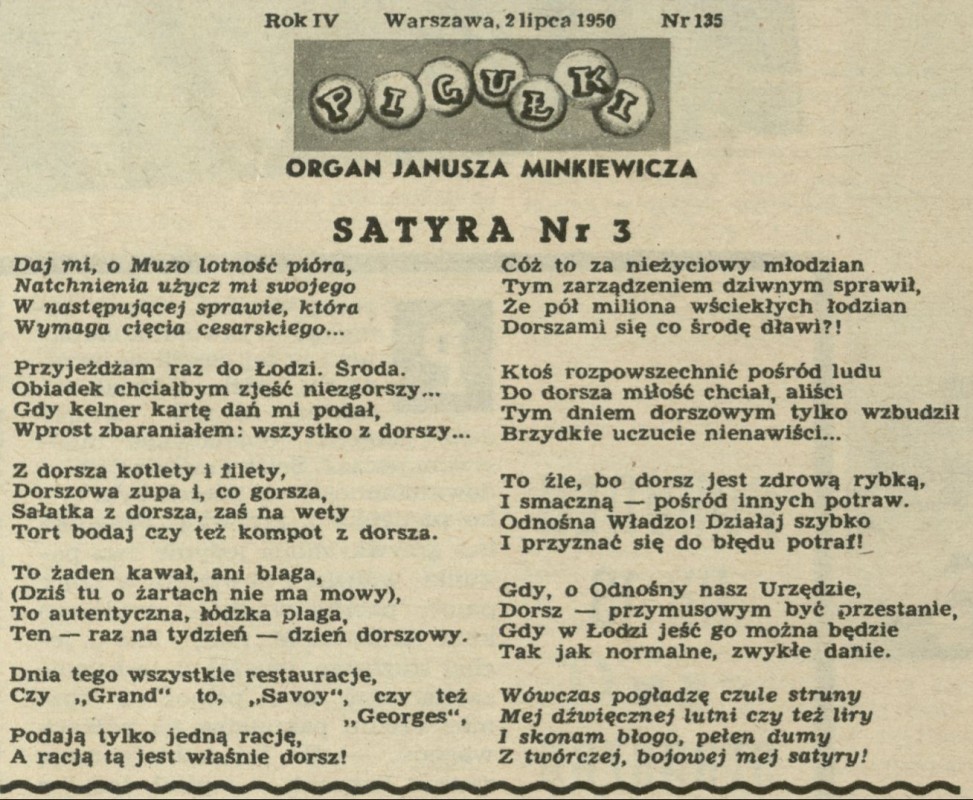 Rok IV Warszawa, 2 lipca 1950 Nr 135
PIGUŁKI
ORGAN JANUSZA MINKIEWICZA
SATYRA Nr 3
Daj mi, o Muzo lotność pióra,
Natchnienia użycz mi swojego
W następującej sprawie, która
Wymaga cięcia cesarskiego...
Przyjeżdżam raz do Łodzi. Środa.
Obiadek chciałbym zjeść niezgorszy...
Gdy kelner kartę dań mi podał,
Wprost zbaraniałem: wszystko z dorszy...
Z dorsza kotlety i filety,
Dorszowa zupa i, co gorsza,
Sałatka z dorsza, zaś na wety
Tort bodaj czy też kompot z dorsza.
To żaden kawał, ani blaga,
(Dziś tu o żartach nie ma mowy),
To autentyczna, łódzka plaga,
Ten — raz na tydzień — dzień dorszowy.
Dnia tego wszystkie restauracje,
Czy „Grand" to, „Savoy", czy też
„Georges",
Podają tylko jedną rację,
A racją tą jest właśnie dorsz!
Cóż to za nieżyciowy młodzian
Tym zarządzeniem dziwnym sprawił,
Że pół miliona wściekłych łodzian
Dorszami się co środę dławi?!
Ktoś rozpowszechnić pośród ludu
Do dorsza miłość chciał, aliści
Tym dniem dorszowym tylko wzbudził
Brzydkie uczucie nienawiści...
To źle, bo dorsz jest zdrową rybką,
I smaczną — pośród innych potraw.
Odnośna Władzo! Działaj szybko
I przyznać się do błędu potraf!
Gdy, o Odnośny nasz Urzędzie,
Dorsz — przymusowym być przestanie,
Gdy w Łodzi jeść go można będzie
Tak jak normalne, zwykłe danie.
Wówczas pogładzę czule struny
Mej dźwięcznej lutni czy też liry
I skonam błogo, pełen dumy
Z twórczej, bojowej mej satyry!